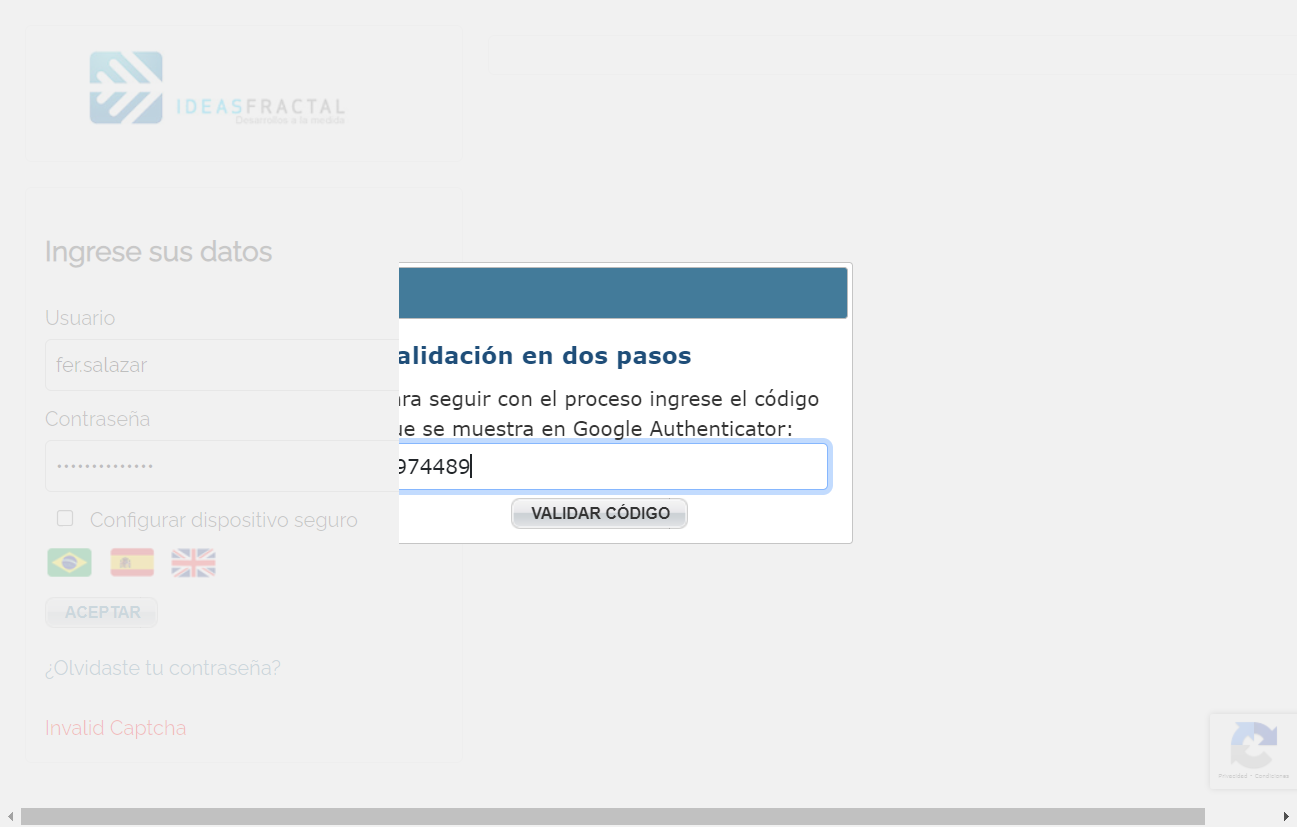 IDEASFRACTAL
Desarrollos a la medida
Ingrese sus datos
Usuario
fer.salazar
Contraseña
••••••••••••••
Configurar dispositivo seguro
ACEPTAR
¿Olvidaste tu contraseña?
Invalid Captcha
alidación en dos pasos
ara seguir con el proceso ingrese el código
ue se muestra en Google Authenticator:
974489
VALIDAR CÓDIGO
Privacidad - Condiciones